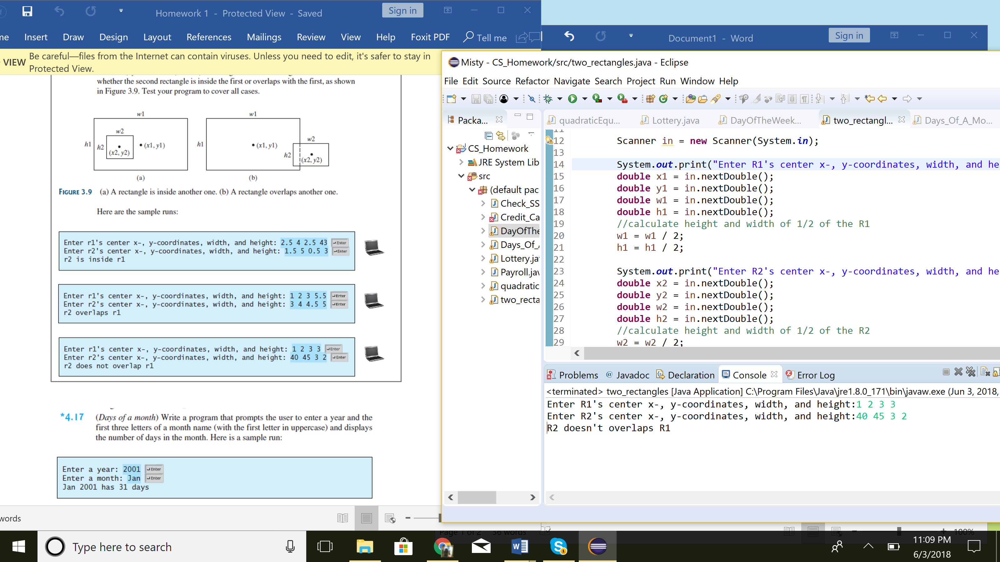 Homework 1 - Protected View - Saved
Sign in
Insert Draw Design Layout References Mailings Review View Help Foxit PDF Tell me
VIEW
Be careful—files from the Internet can contain viruses. Unless you need to edit, it's safer to stay in
Protected View.
whether the second rectangle is inside the first or overlaps with the first, as shown
in Figure 3.9. Test your program to cover all cases.
w1
w2
h1
h2
(x1, y1)
(x2, y2)
(a)
w1
w2
h1
h2
(x1, y1)
(x2, y2)
(b)
FIGURE 3.9 (a) A rectangle is inside another one. (b) A rectangle overlaps another one.
Here are the sample runs:
Enter r1's center x-, y-coordinates, width, and height: 2.5 4 2.5 43 Enter
Enter r2's center x-, y-coordinates, width, and height: 1.5 5 0.5 3 Enter
r2 is inside r1
Enter r1's center x-, y-coordinates, width, and height: 1 2 3 5.5 Enter
Enter r2's center x-, y-coordinates, width, and height: 3 4 4.5 5 Enter
r2 overlaps r1
Enter r1's center x-, y-coordinates, width, and height: 1 2 3 3 Enter
Enter r2's center x-, y-coordinates, width, and height: 40 45 3 2 Enter
r2 does not overlap r1
*4.17 (Days of a month) Write a program that prompts the user to enter a year and the
first three letters of a month name (with the first letter in uppercase) and displays
the number of days in the month. Here is a sample run:
Enter a year: 2001 Enter
Enter a month: Jan Enter
Jan 2001 has 31 days
words
Document1 - Word
Sign in
Misty - CS_Homework/src/two_rectangles.java - Eclipse
File Edit Source Refactor Navigate Search Project Run Window Help
Packa...
CS_Homework
JRE System Lib
src
(default pac
Check_SS
Credit_Ca
DayOfThe
Days_Of_A
Lottery.ja
Payroll.jav
quadratic
two_recta
quadraticEqu... Lottery.java DayOfTheWeek... two_rectangl... Days_Of_A_Mo...
11
12 Scanner in = new Scanner(System.in);
13
14 System.out.print("Enter R1's center x-, y-coordinates, width, and he
15 double x1 = in.nextDouble();
16 double y1 = in.nextDouble();
17 double w1 = in.nextDouble();
18 double h1 = in.nextDouble();
19 //calculate height and width of 1/2 of the R1
20 w1 = w1 / 2;
21 h1 = h1 / 2;
22
23 System.out.print("Enter R2's center x-, y-coordinates, width, and he
24 double x2 = in.nextDouble();
25 double y2 = in.nextDouble();
26 double w2 = in.nextDouble();
27 double h2 = in.nextDouble();
28 //calculate height and width of 1/2 of the R2
29 w2 = w2 / 2;
Problems @ Javadoc Declaration Console Error Log
<terminated> two_rectangles [Java Application] C:\Program Files\Java\jre1.8.0_171\bin\javaw.exe (Jun 3, 2018,
Enter R1's center x-, y-coordinates, width, and height:1 2 3 3
Enter R2's center x-, y-coordinates, width, and height:40 45 3 2
R2 doesn't overlaps R1
Page 1 of 2 36 words
100%
Type here to search
11:09 PM
6/3/2018